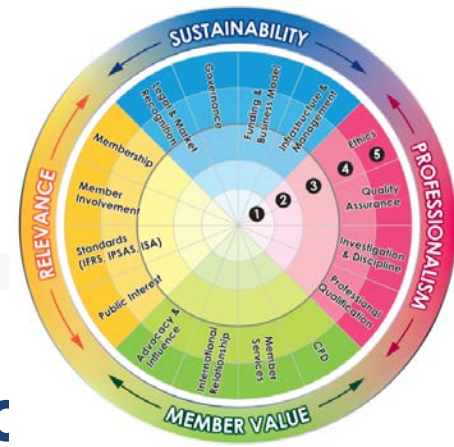 SUSTAINABILITY
Legal & Market
Recognition
Governance
Funding &
Business Model
Infrastructure &
Management
Ethics
Quality
Assurance
Investigation
& Discipline
Professional
Qualification
PROFESSIONALISM
1
2
3
4
5
CPD
Member
Services
International
Relationship
Advocacy &
Influence
MEMBER VALUE
Public Interest
Standards
(IFRS, IPSAS, ISA)
Member
Involvement
Membership
RELEVANCE